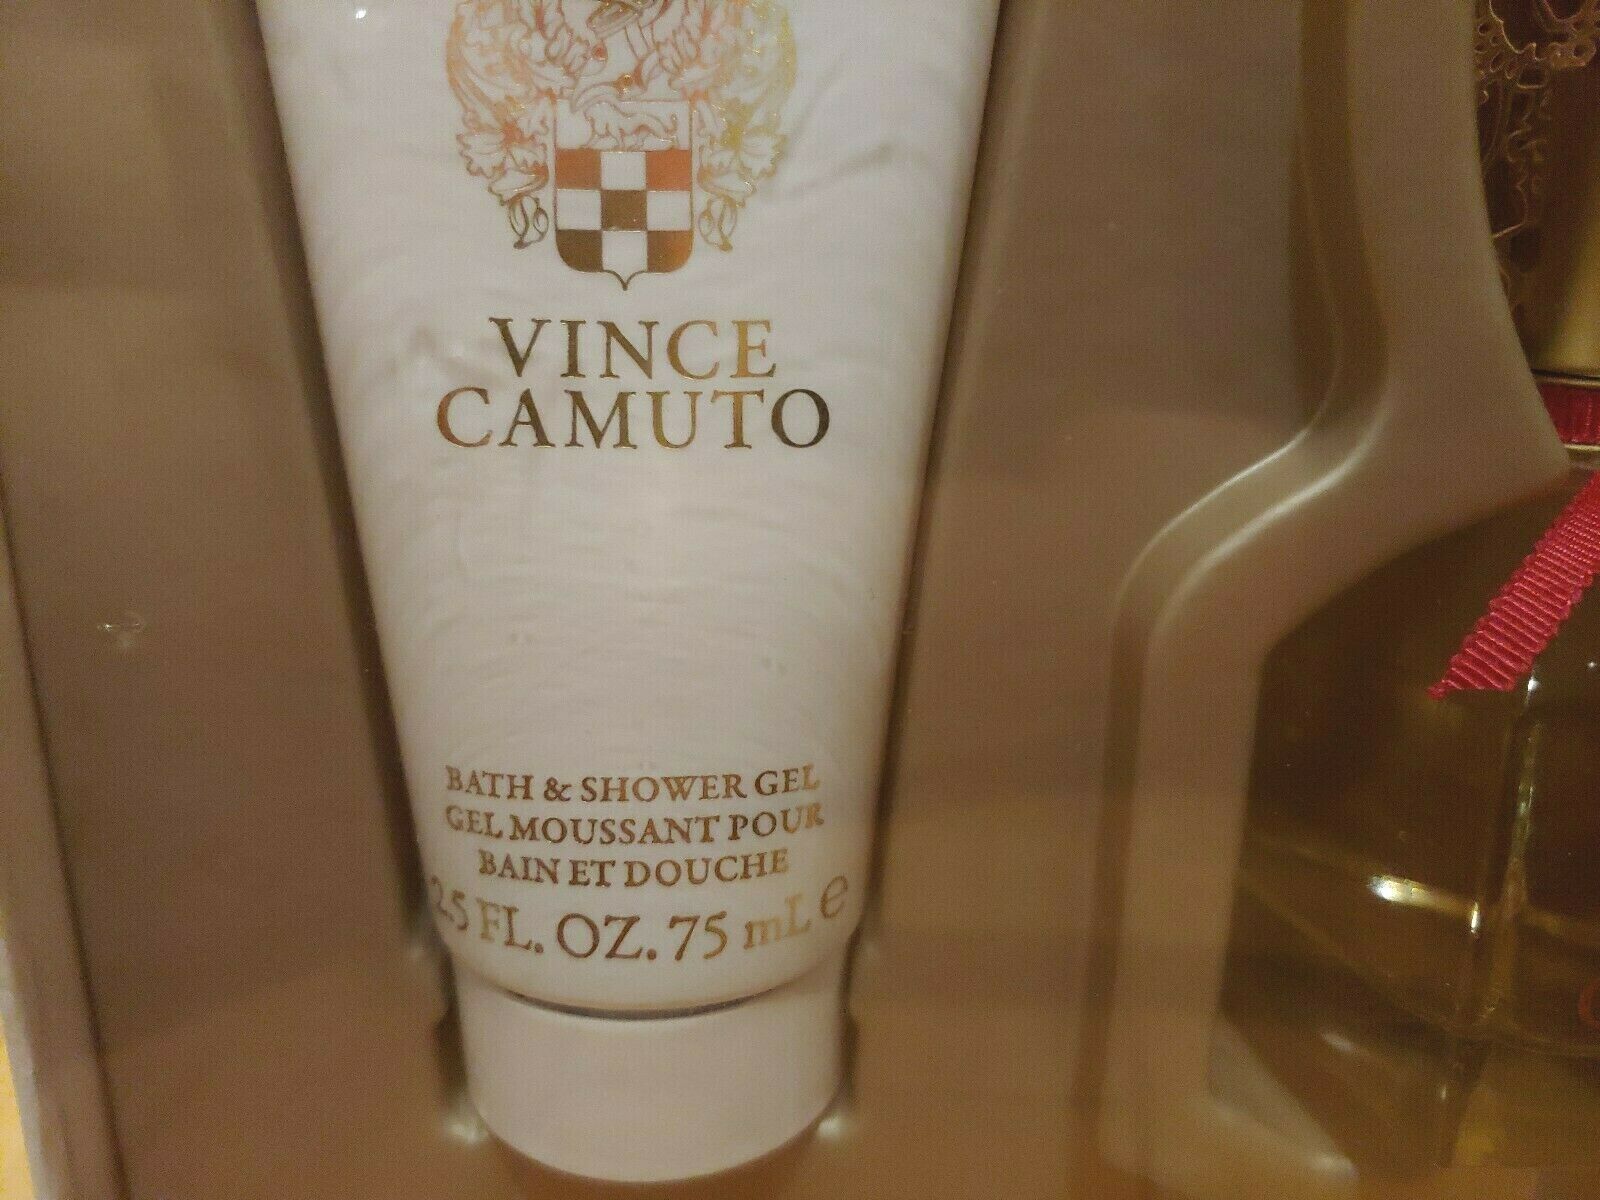 VINCE
CAMUTO
BATH & SHOWER GEL
GEL MOUSSANT POUR
BAIN ET DOUCHE
2.5 FL. OZ. 75 mL e